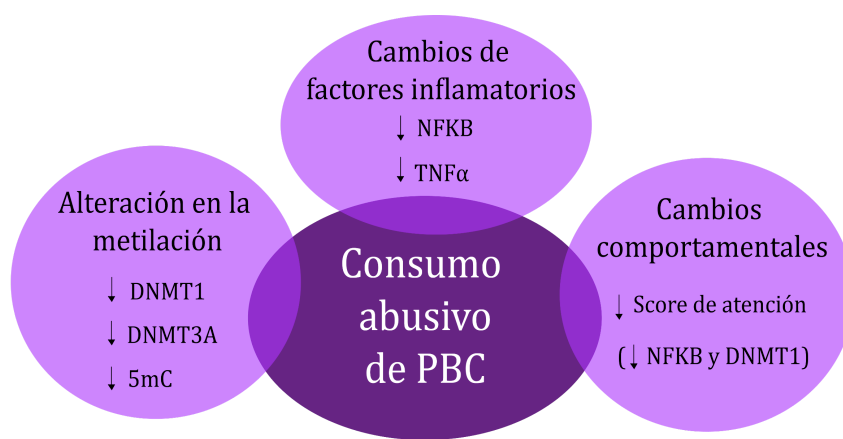 Cambios de
factores inflamatorios
↓ NFKB
↓ TNFα
Alteración en la
metilación
↓ DNMT1
↓ DNMT3A
↓ 5mC
Consumo
abusivo
de PBC
Cambios
comportamentales
↓ Score de atención
(↓ NFKB y DNMT1)